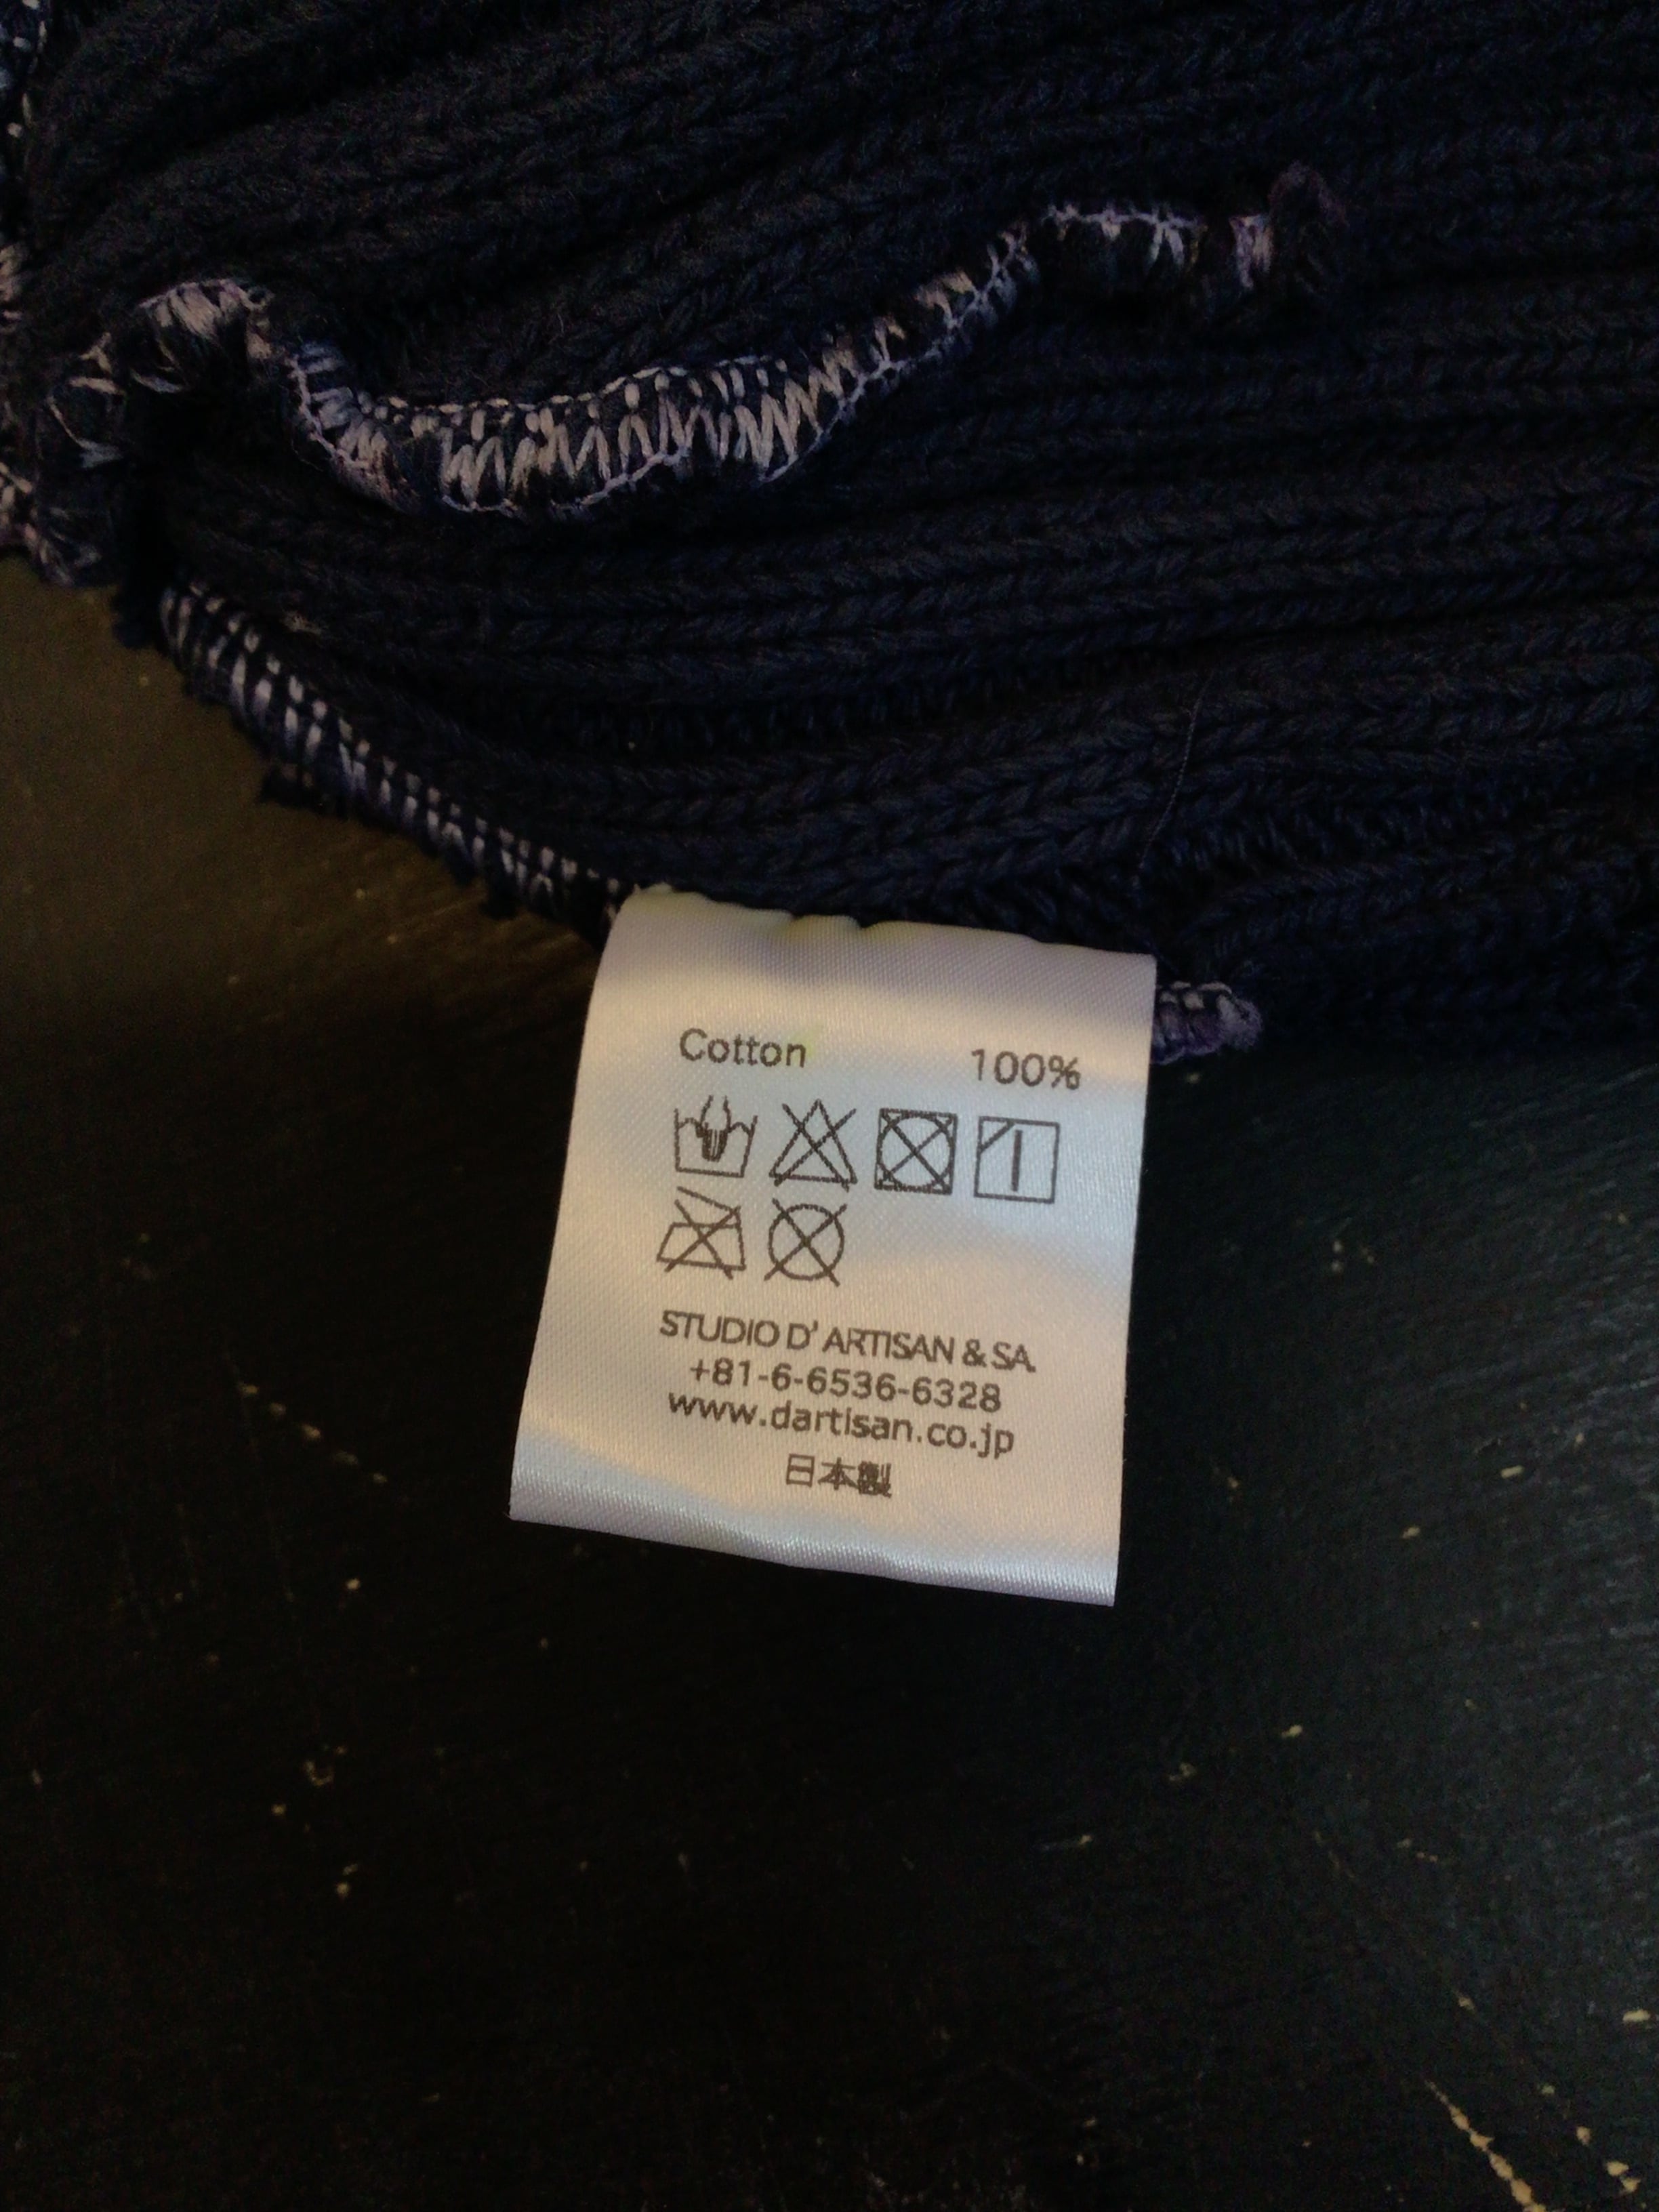 Cotton 100%
STUDIO D' ARTISAN & SA.
+81-6-6536-6328
www.dartisan.co.jp
日本製